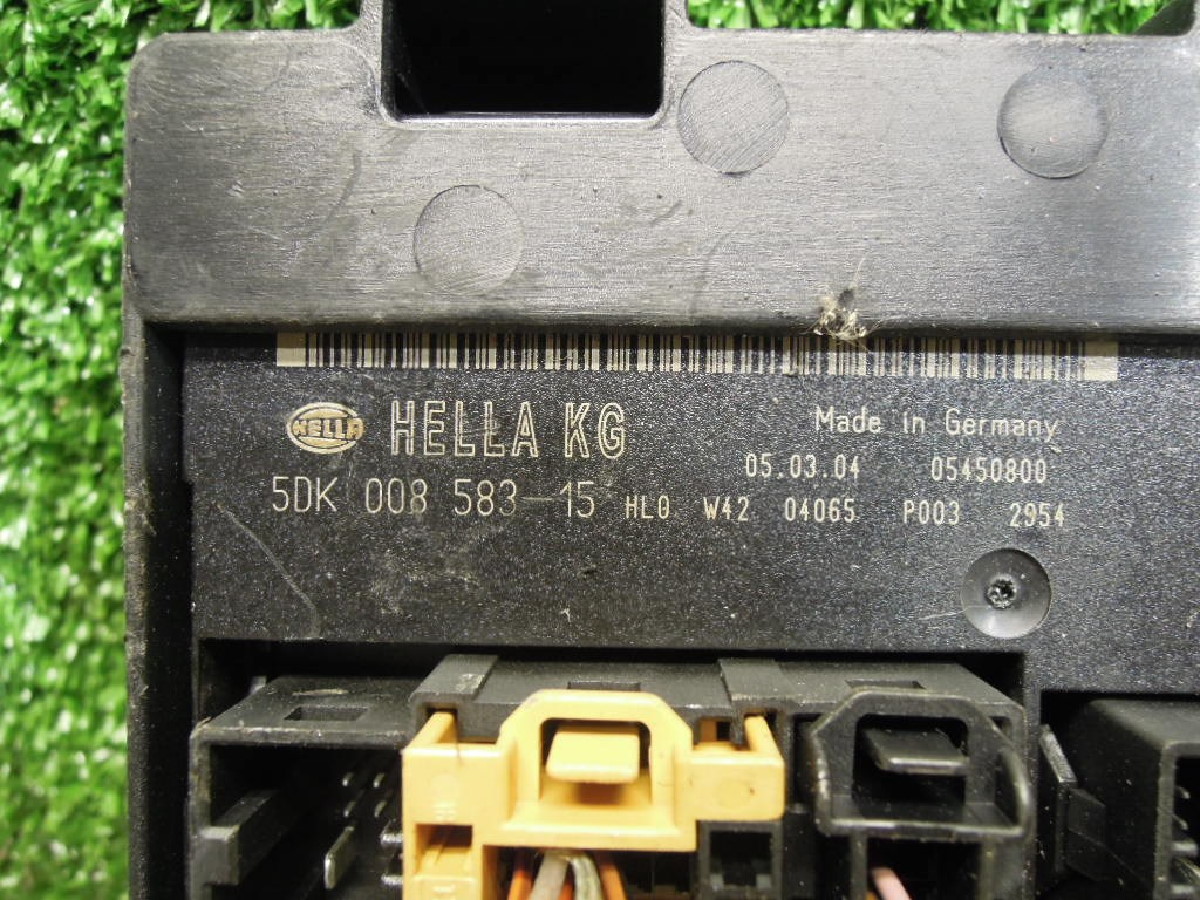 HELLA HELLA KG Made in Germany
05.03.04 05450800
5DK 008 583-15 HL0 W42 04065 P003 2954